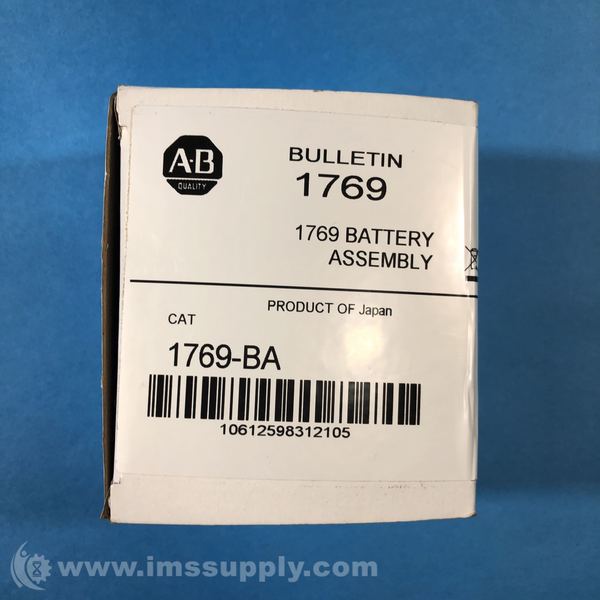 A·B
QUALITY
BULLETIN
1769
1769 BATTERY
ASSEMBLY
PRODUCT OF Japan
CAT
1769-BA
10612598312105
www.imssupply.com